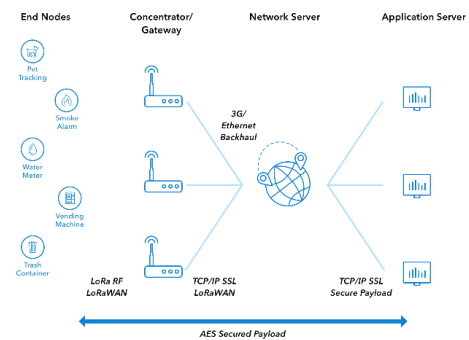 End Nodes
Concentrator/
Gateway
Network Server
Application Server
Pet
Tracking
Smoke
Alarm
Water
Meter
Vending
Machine
Trash
Container
3G/
Ethernet
Backhaul
LoRa RF
LoRaWAN
TCP/IP SSL
LoRaWAN
TCP/IP SSL
Secure Payload
AES Secured Payload